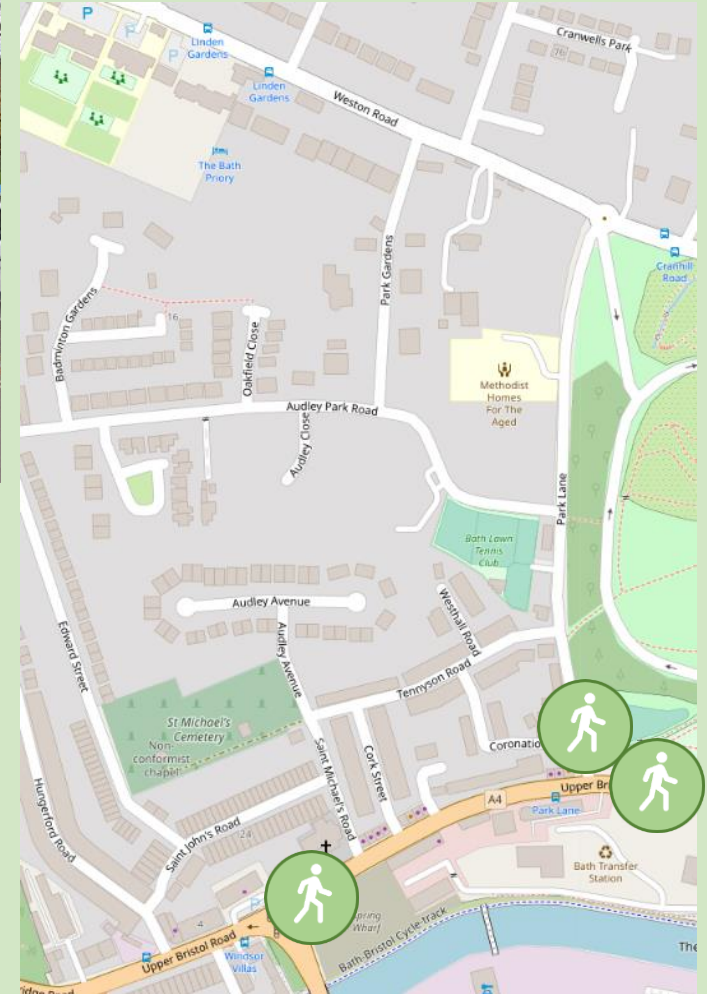 P
P
P
Linden
Gardens
Linden
Gardens
Cranwells Park
16
Weston Road
The Bath
Priory
Cranhill
Road
Park Gardens
Badminton Gardens
16
Oakfield Close
Methodist
Homes
For The
Aged
Audley Park Road
Audley Close
Park Lane
Bath Lawn
Tennis
Club
Audley Avenue
Westhall Road
Edward Street
Audley Avenue
Tennyson Road
St Michael's
Cemetery
Non-
conformist
chapel
Coronatio
Saint Michael's Road
Cork Street
Hungerford Road
A4
Upper Br
Park Lane
Saint John's Road
24
Bath Transfer
Station
P
4
Spring
Wharf
Upper Bristol Road
Windsor
Villas
Bath-Bristol Cycle-track
The
idge Road